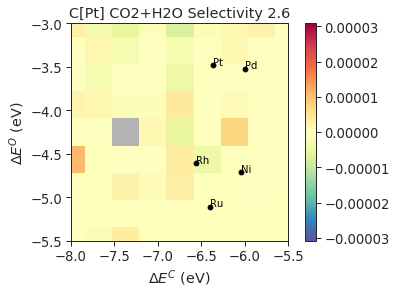 C[Pt] CO2+H2O Selectivity 2.6
−3.0
−3.5
−4.0
−4.5
−5.0
−5.5
ΔE^O (eV)
Pt
Pd
Rh
Ni
Ru
−8.0 −7.5 −7.0 −6.5 −6.0 −5.5
ΔE^C (eV)
0.00003
0.00002
0.00001
0.00000
−0.00001
−0.00002
−0.00003